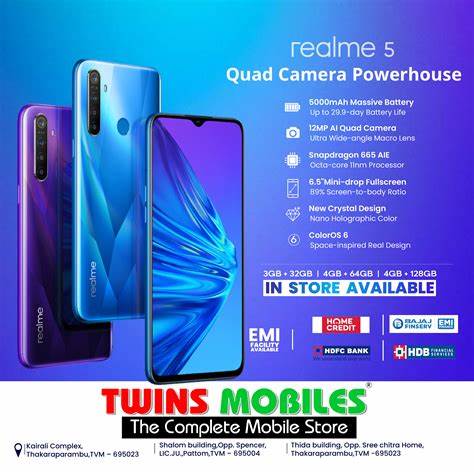 realme 5
Quad Camera Powerhouse
5000mAh Massive Battery
Up to 29.9-day Battery Life
12MP Ai Quad Camera
Ultra Wide-angle Macro Lens
Snapdragon 665 AIE
Octa-core 11nm Processor
6.5"Mini-drop Fullscreen
89% Screen-to-body Ratio
New Crystal Design
Nano Holographic Color
ColorOS 6
Space-inspired Real Design
3GB + 32GB | 4GB + 64GB | 4GB + 128GB
IN STORE AVAILABLE
realme
realme
EMI
FACILITY
AVAILABLE
HOME
CREDIT
BAJAJ
FINSERV
EMI
HDFC BANK
HDB FINANCIAL
SERVICES
TWINS MOBILES®
The Complete Mobile Store
Kairali Complex,
Thakaraparambu,TVM – 695023
Shalom building,Opp. Spencer,
LIC.JU.,Pattom,TVM – 695004
Thida building, Opp. Sree chitra Home,
Thakaraparambu,TVM – 695023